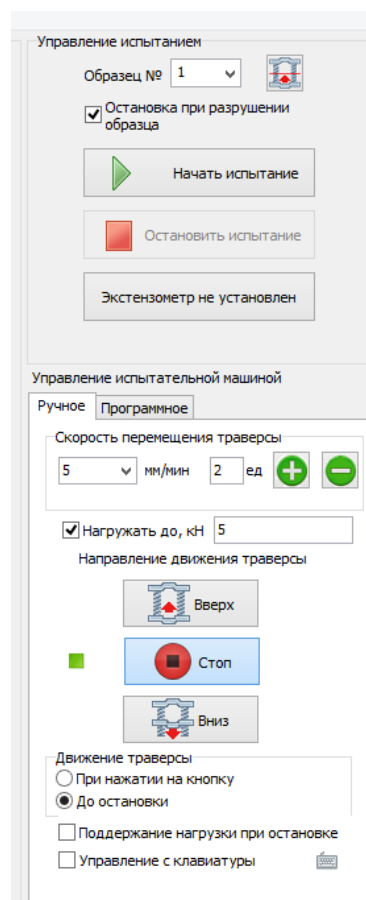 Управление испытанием
Образец № 1
Остановка при разрушении
образца
Начать испытание
Остановить испытание
Экстензометр не установлен
Управление испытательной машиной
Ручное Программное
Скорость перемещения траверсы
5 мм/мин 2 ед
Нагружать до, кН 5
Направление движения траверсы
Вверх
Стоп
Вниз
Движение траверсы
При нажатии на кнопку
До остановки
Поддержание нагрузки при остановке
Управление с клавиатуры